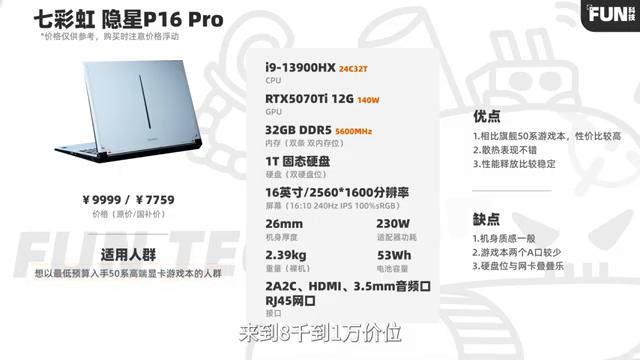 七彩虹 隐星P16 Pro
*价格仅供参考，购买时注意价格浮动
FUN科技
i9-13900HX 24C32T
CPU
RTX5070Ti 12G 140W
GPU
32GB DDR5 5600MHz
内存（双条 双内存位）
1T 固态硬盘
硬盘（双硬盘位）
16英寸/2560*1600分辨率
屏幕（16:10 240Hz IPS 100%sRGB）
26mm 230W
机身厚度 适配器功耗
2.39kg 53Wh
重量（裸机） 电池容量
2A2C、HDMI、3.5mm音频口
RJ45网口
接口
¥9999 / ¥7759
价格（原价/国补价）
适用人群
想以最低预算入手50系高端显卡游戏本的人群
优点
1.相比旗舰50系游戏本，性价比较高
2.散热表现不错
3.性能释放比较稳定
缺点
1.机身质感一般
2.游戏本两个A口较少
3.硬盘位与网卡叠叠乐
FUN TE
来到8千到1万价位